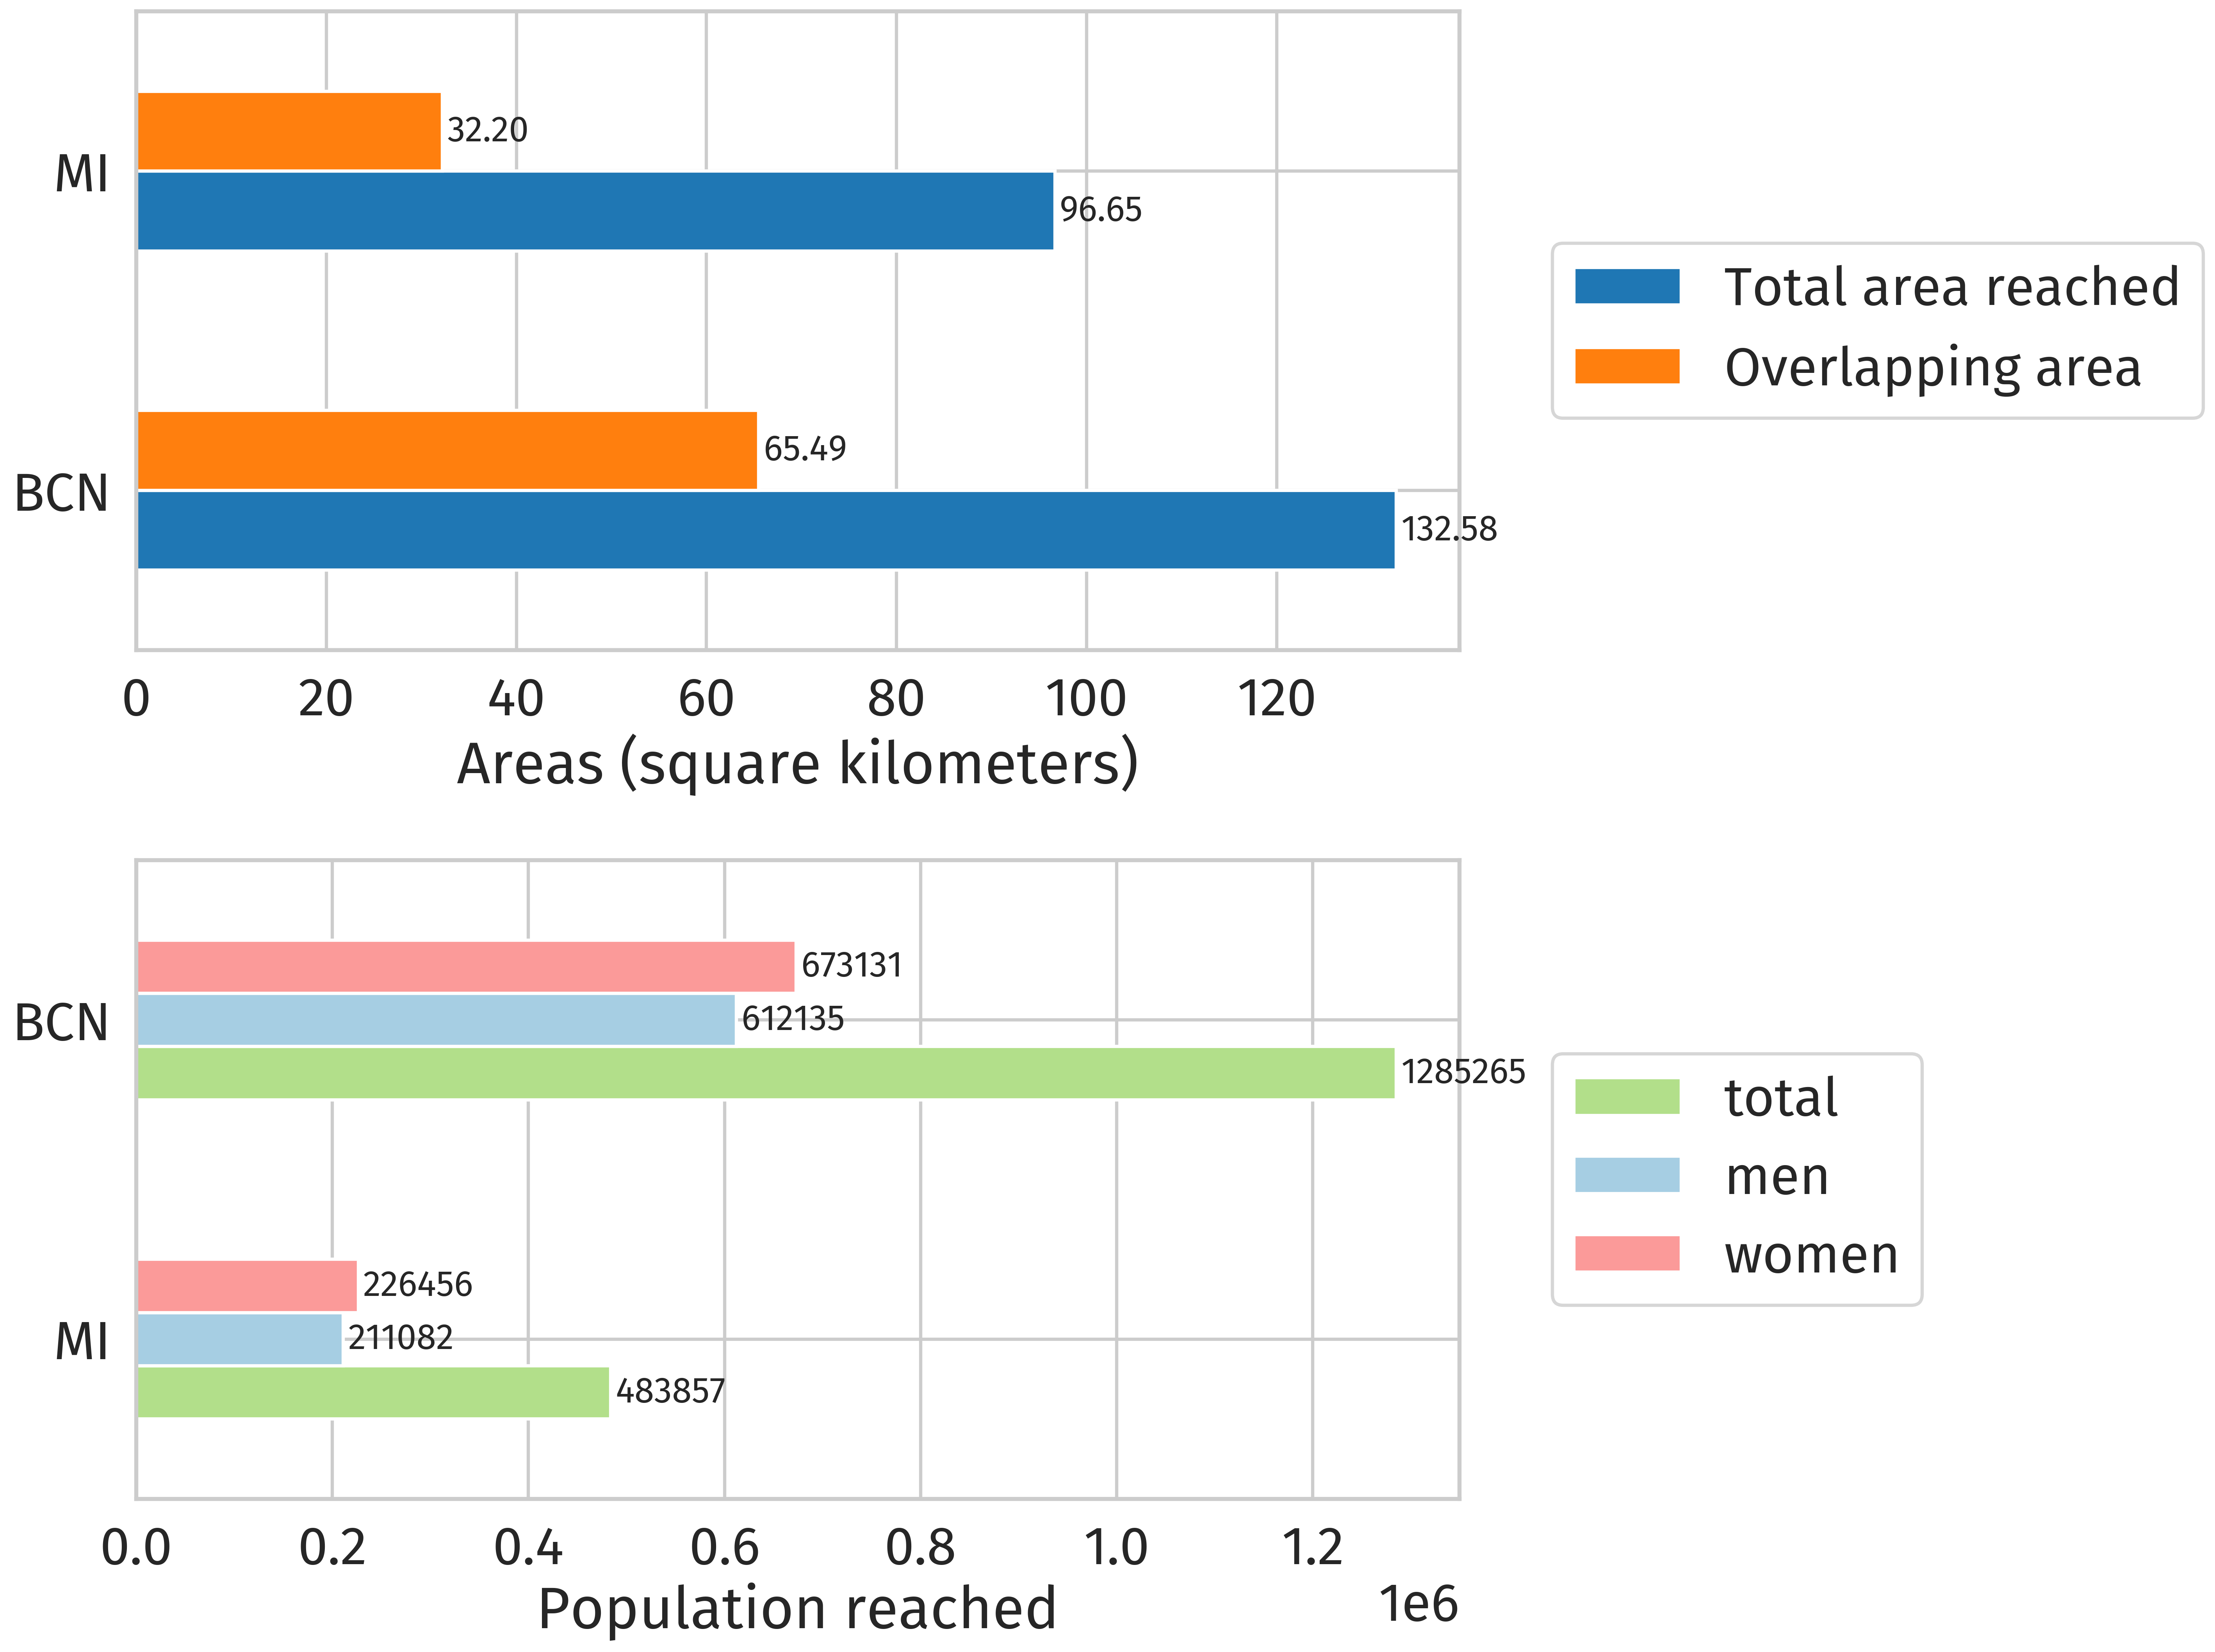 MI
32.20
96.65
BCN
65.49
132.58
0 20 40 60 80 100 120
Areas (square kilometers)
Total area reached
Overlapping area
BCN
673131
612135
1285265
MI
226456
211082
483857
0.0 0.2 0.4 0.6 0.8 1.0 1.2
Population reached
1e6
total
men
women